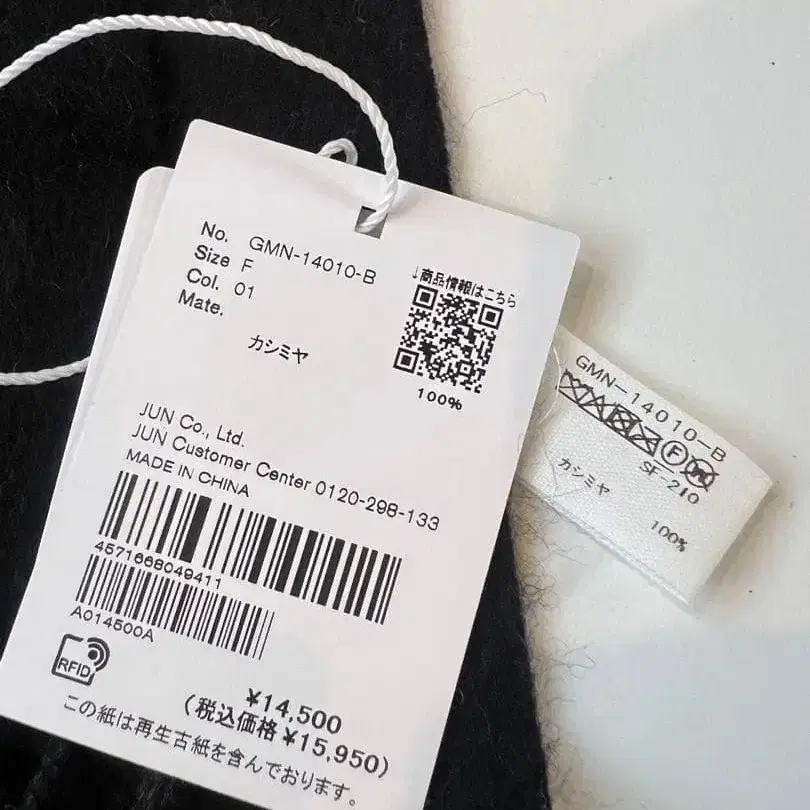 No. GMN-14010-B
Size F
Col. 01
Mate.
カシミヤ
↓商品情報はこちら
100%
JUN Co., Ltd.
JUN Customer Center 0120-298-133
MADE IN CHINA
4571668049411
A014500A
RFID
¥14,500
(税込価格¥15,950)
この紙は再生古紙を含んでおります。
GMN-14010-B
F
SF-210
カシミヤ
100%